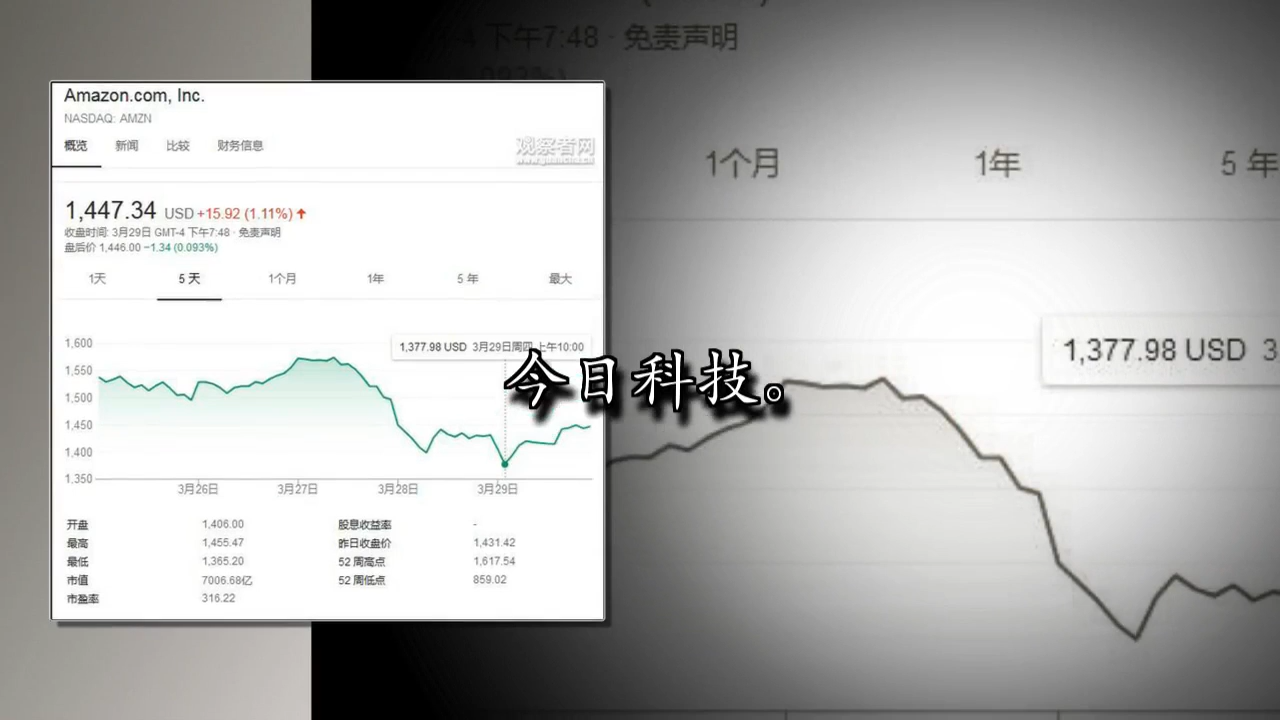 4 下午7:48 · 免责声明
Amazon.com, Inc.
NASDAQ: AMZN
概览 新闻 比较 财务信息
观察者网
www.guancha.cn
1个月 1年 5 年
1,447.34 USD +15.92 (1.11%)
收盘时间: 3月29日 GMT-4 下午7:48 · 免责声明
盘后价 1,446.00 −1.34 (0.093%)
1天 5 天 1个月 1年 5 年 最大
1,377.98 USD 3月29日周四 上午10:00
1,377.98 USD 3
今日科技。
1,600
1,550
1,500
1,450
1,400
1,350
3月26日 3月27日 3月28日 3月29日
开盘 1,406.00 股息收益率 -
最高 1,455.47 昨日收盘价 1,431.42
最低 1,365.20 52 周高点 1,617.54
市值 7006.68亿 52 周低点 859.02
市盈率 316.22